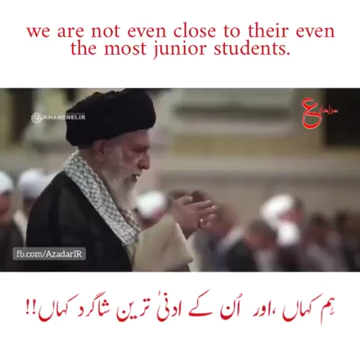 we are not even close to their even
the most junior students.
@KHAMENEI.IR
fb.com/AzadarIR
ہم کہاں ،اور اُن کے ادنیٰ ترین شاگرد کہاں!!